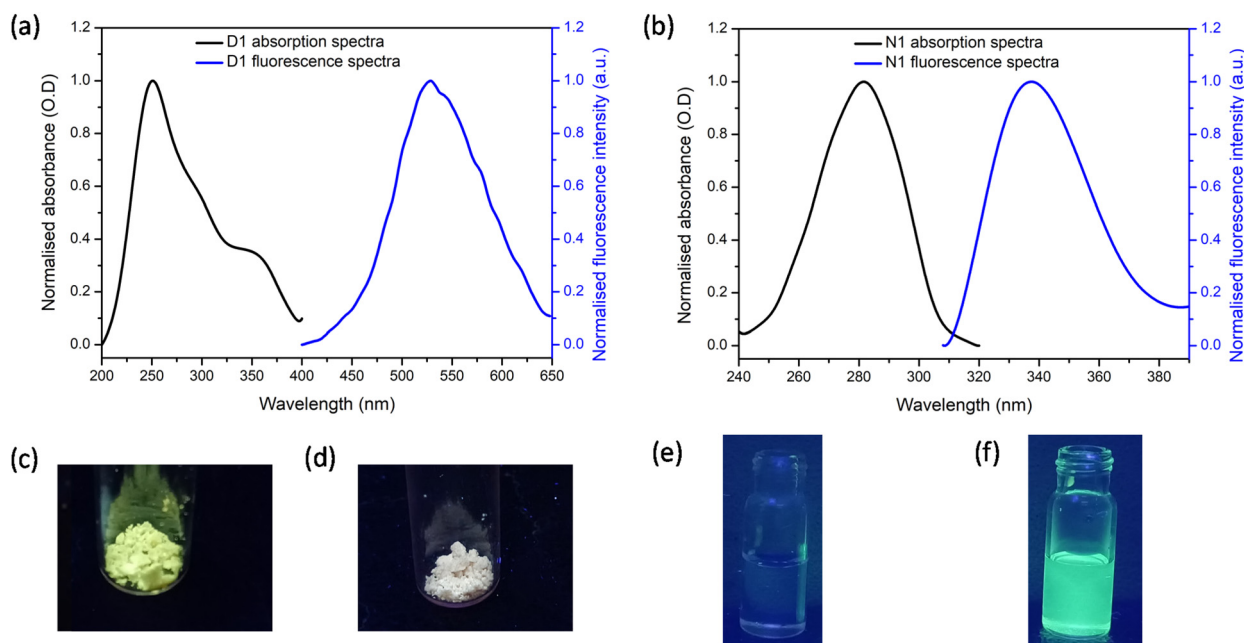 (a)
D1 absorption spectra
D1 fluorescence spectra
Normalised absorbance (O.D)
1.2
1.0
0.8
0.6
0.4
0.2
0.0
1.2
1.0
0.8
0.6
0.4
0.2
0.0
Normalised fluorescence intensity (a.u.)
200 250 300 350 400 450 500 550 600 650
Wavelength (nm)
(b)
N1 absorption spectra
N1 fluorescence spectra
Normalised absorbance (O.D)
1.2
1.0
0.8
0.6
0.4
0.2
0.0
1.2
1.0
0.8
0.6
0.4
0.2
0.0
Normalised fluorescence intensity (a.u.)
240 260 280 300 320 340 360 380
Wavelength (nm)
(c)
(d)
(e)
(f)